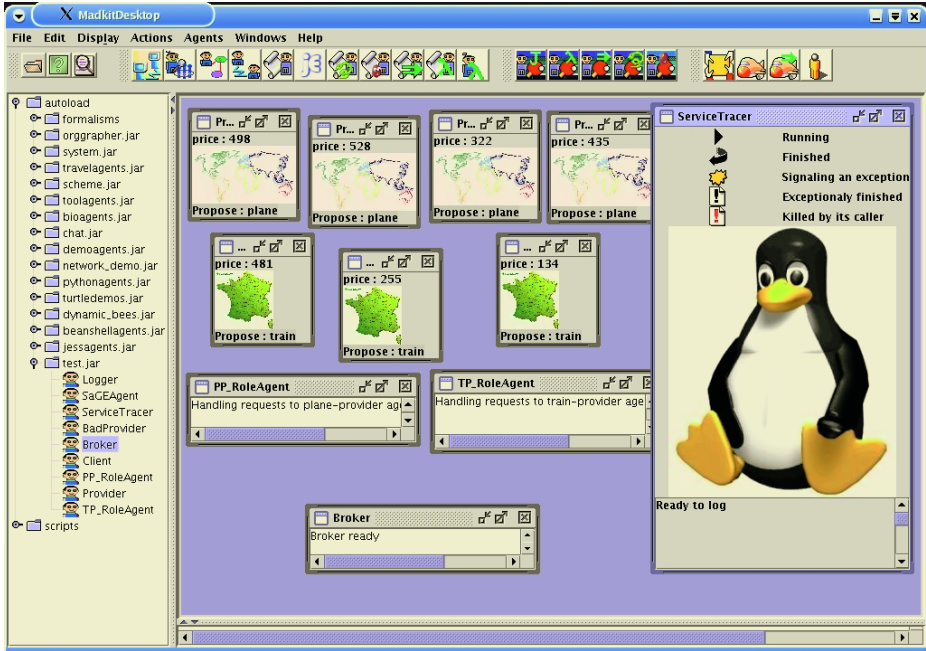 MadkitDesktop
File Edit Display Actions Agents Windows Help
autoload
formalisms
orggrapher.jar
system.jar
travelagents.jar
scheme.jar
toolagents.jar
bioagents.jar
chat.jar
demoagents.jar
network_demo.jar
pythonagents.jar
turtledemos.jar
dynamic_bees.jar
beanshellagents.jar
jessagents.jar
test.jar
Logger
SaGEAgent
ServiceTracer
BadProvider
Broker
Client
PP_RoleAgent
Provider
TP_RoleAgent
scripts
Pr...
price : 498
Propose : plane
Pr...
price : 528
Propose : plane
Pr...
price : 322
Propose : plane
Pr...
price : 435
Propose : plane
...
price : 481
Propose : train
...
price : 255
Propose : train
...
price : 134
Propose : train
PP_RoleAgent
Handling requests to plane-provider ag
TP_RoleAgent
Handling requests to train-provider age
Broker
Broker ready
ServiceTracer
Running
Finished
Signaling an exception
Exceptionaly finished
Killed by its caller
Ready to log